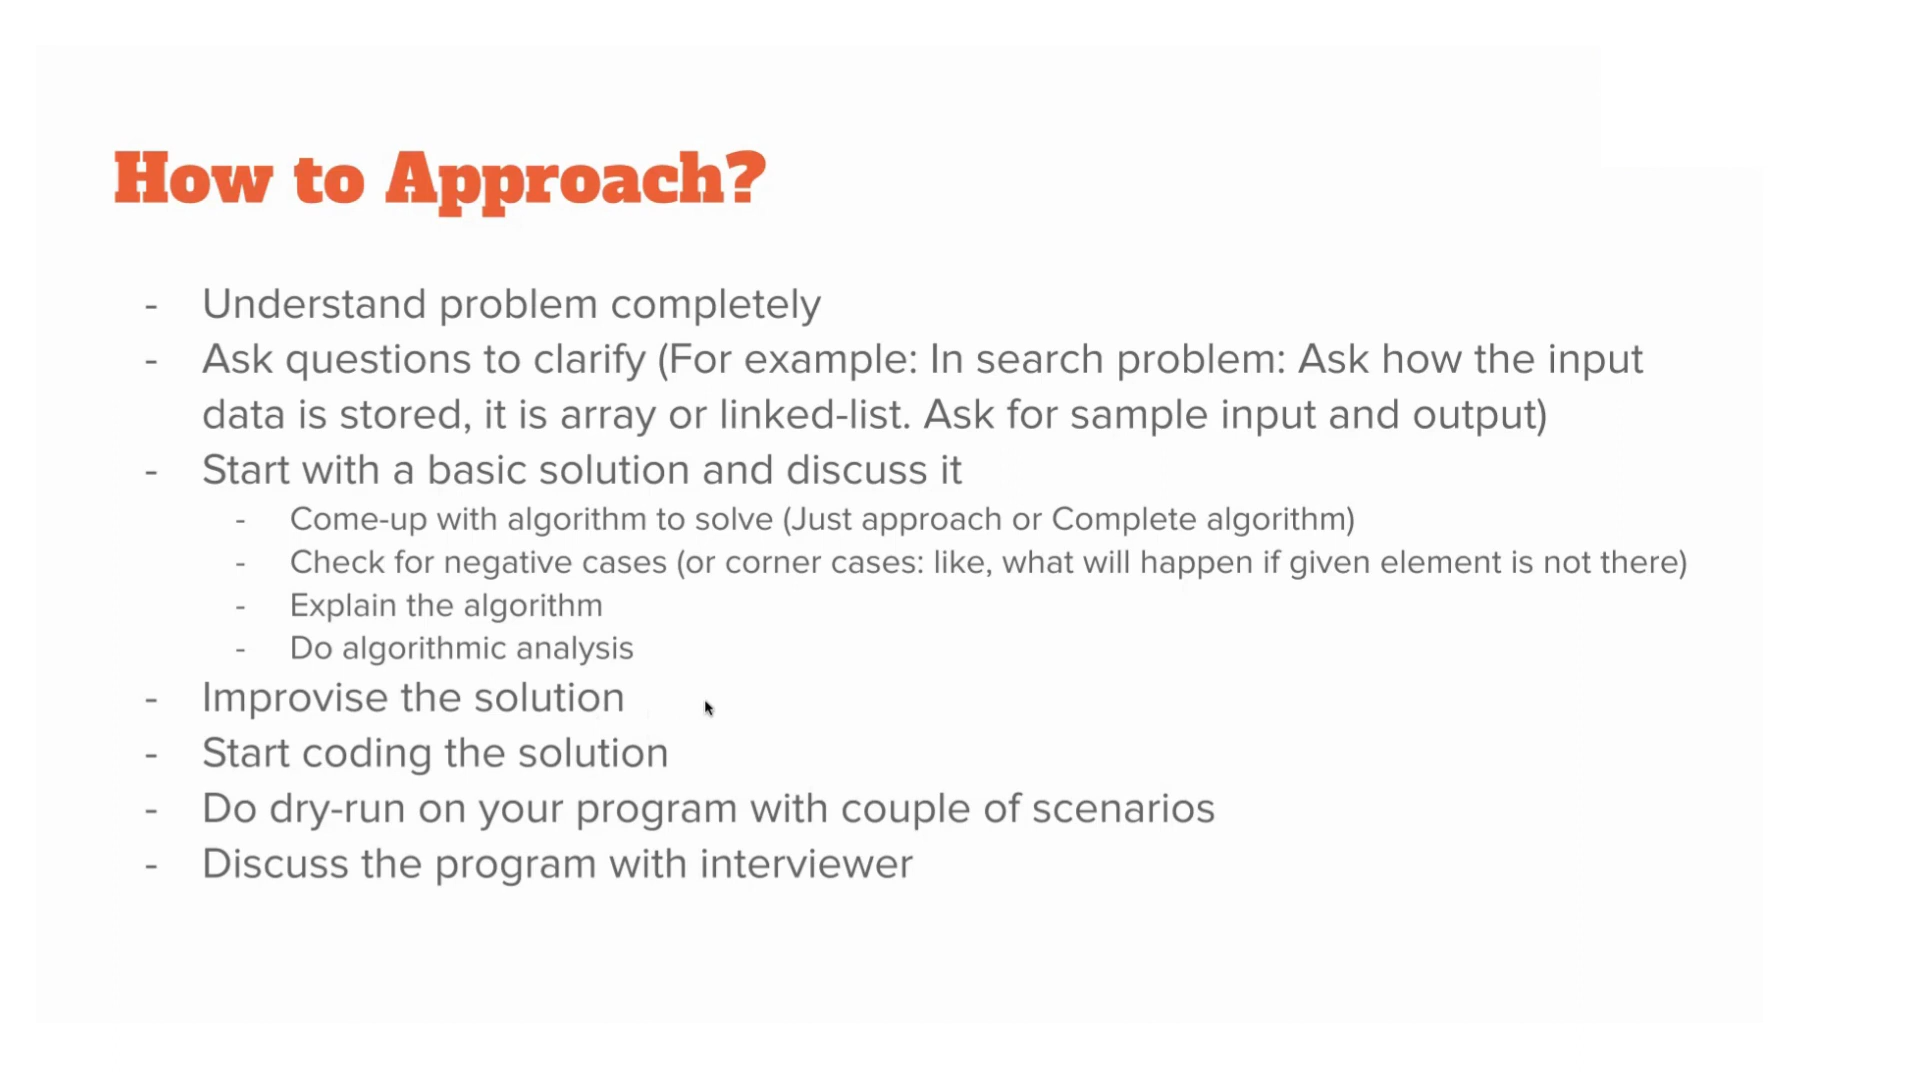 How to Approach?
- Understand problem completely
- Ask questions to clarify (For example: In search problem: Ask how the input
data is stored, it is array or linked-list. Ask for sample input and output)
- Start with a basic solution and discuss it
- Come-up with algorithm to solve (Just approach or Complete algorithm)
- Check for negative cases (or corner cases: like, what will happen if given element is not there)
- Explain the algorithm
- Do algorithmic analysis
- Improvise the solution
- Start coding the solution
- Do dry-run on your program with couple of scenarios
- Discuss the program with interviewer